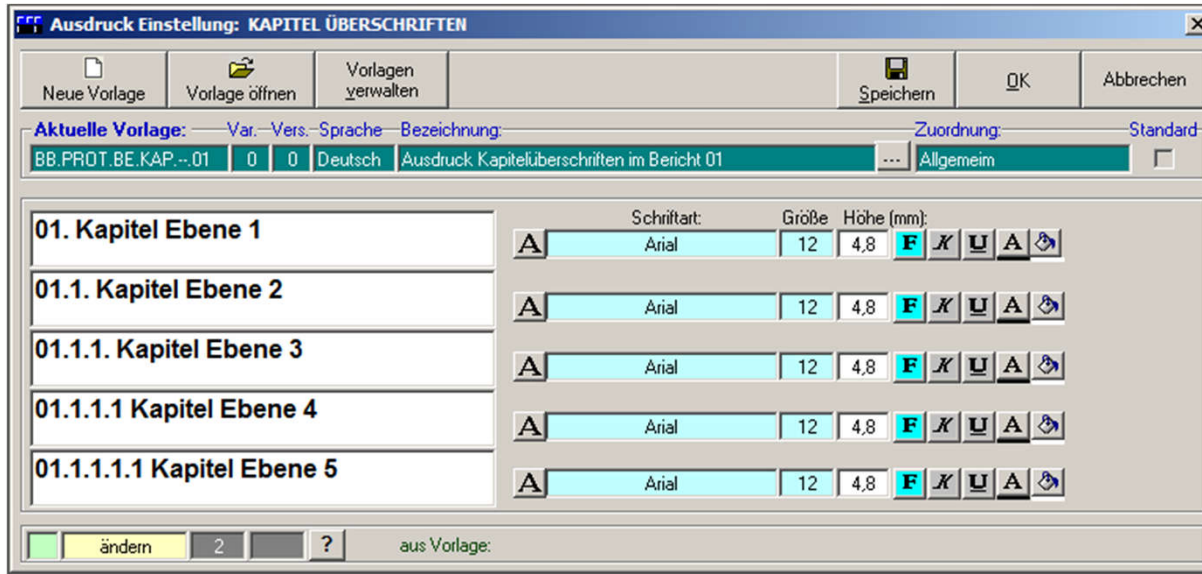 Ausdruck Einstellung: KAPITEL ÜBERSCHRIFTEN
Neue Vorlage
Vorlage öffnen
Vorlagen
verwalten
Speichern
OK
Abbrechen
Aktuelle Vorlage: Var. Vers. Sprache Bezeichnung: Zuordnung: Standard
BB.PROT.BE.KAP.--.01 0 0 Deutsch Ausdruck Kapitelüberschriften im Bericht 01 ... Allgemeim
Schriftart: Größe Höhe (mm):
01. Kapitel Ebene 1 A Arial 12 4,8 F K U A
01.1. Kapitel Ebene 2 A Arial 12 4,8 F K U A
01.1.1. Kapitel Ebene 3 A Arial 12 4,8 F K U A
01.1.1.1 Kapitel Ebene 4 A Arial 12 4,8 F K U A
01.1.1.1.1 Kapitel Ebene 5 A Arial 12 4,8 F K U A
ändern 2 ? aus Vorlage: